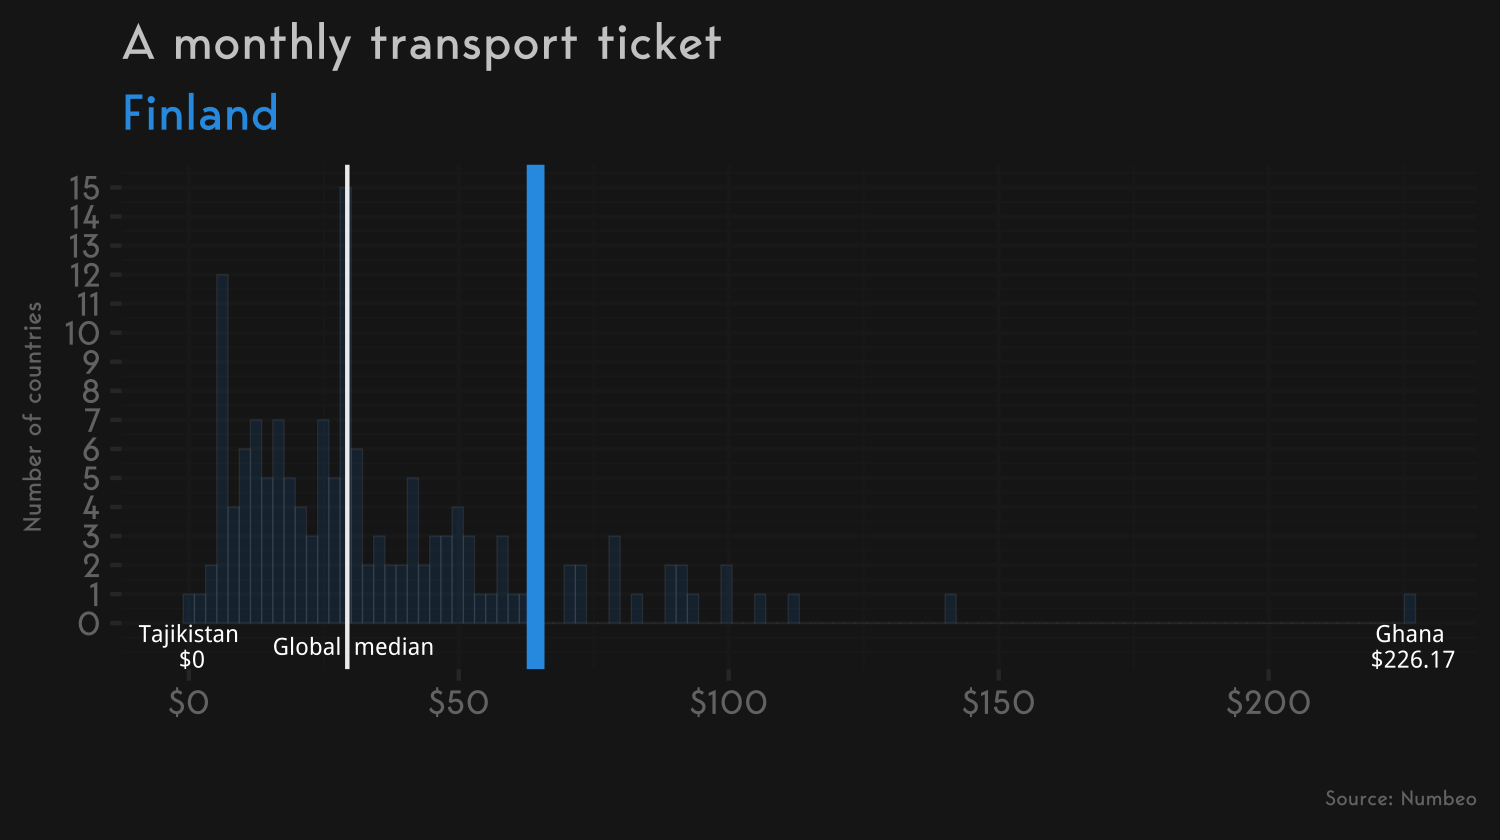 A monthly transport ticket
Finland
Number of countries
15
14
13
12
11
10
9
8
7
6
5
4
3
2
1
0
Tajikistan
$0
Global median
Ghana
$226.17
$0 $50 $100 $150 $200
Source: Numbeo